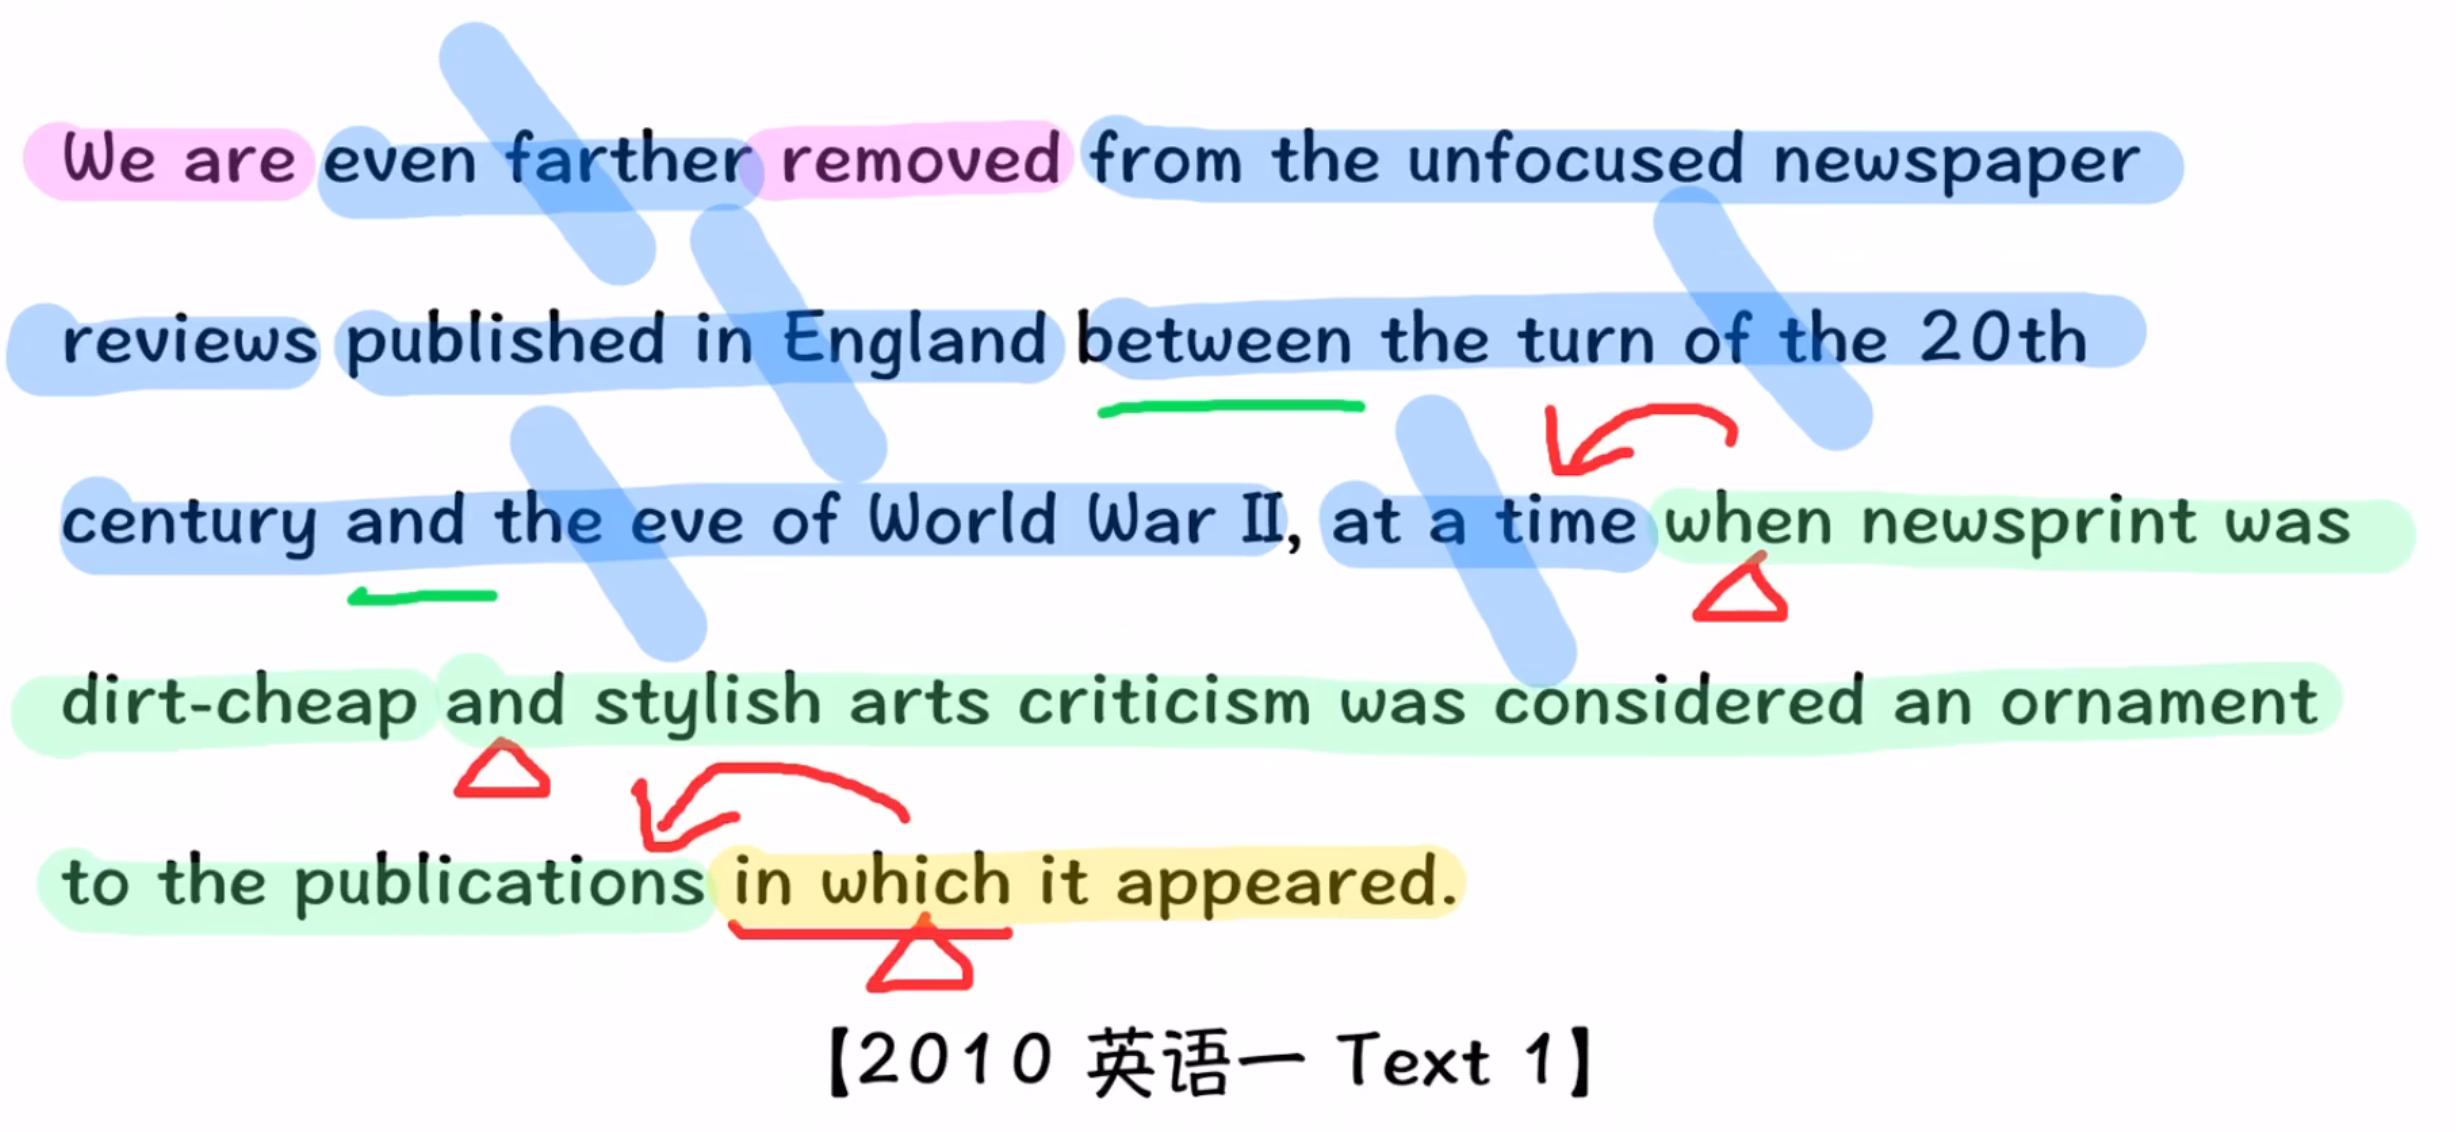 We are even farther removed from the unfocused newspaper
reviews published in England between the turn of the 20th
century and the eve of World War II, at a time when newsprint was
dirt-cheap and stylish arts criticism was considered an ornament
to the publications in which it appeared.
【2010 英语一 Text 1】